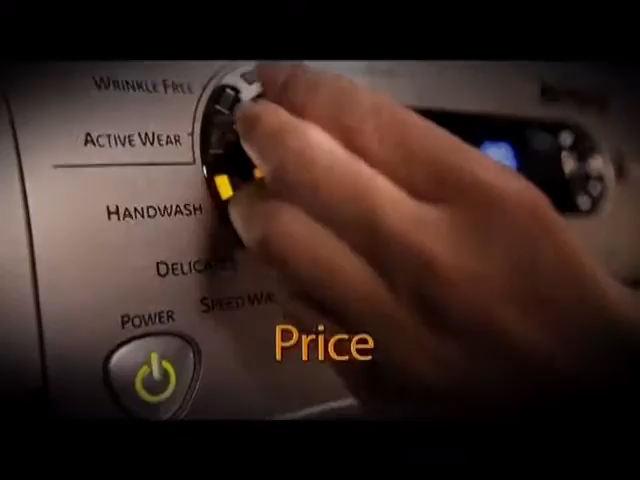 WRINKLE FREE
ACTIVE WEAR
HANDWASH
POWER
Price